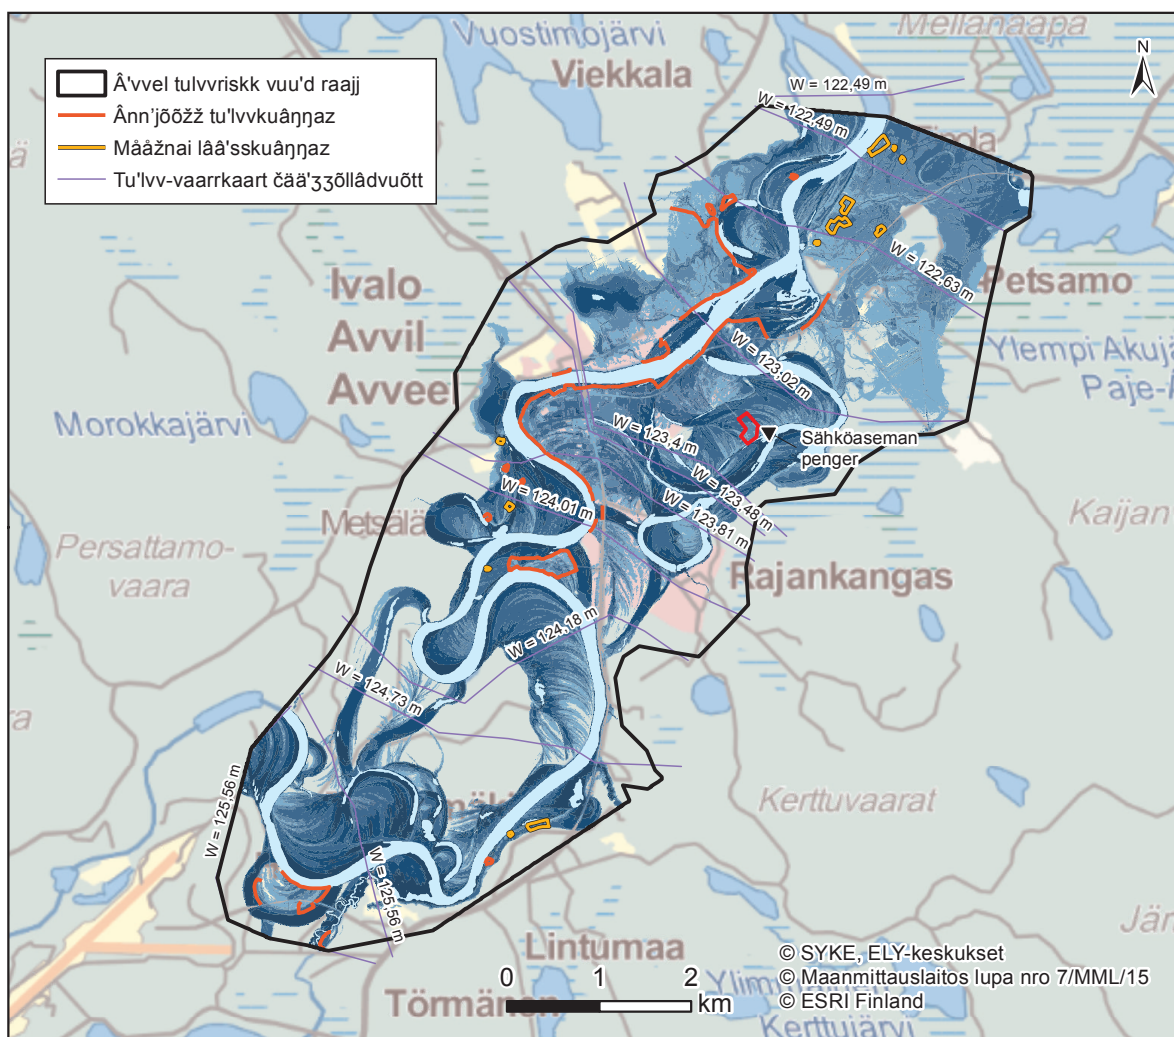 Vuostimojärvi
Mellanaapa
Viekkala
N
Â'vvel tulvvriskk vuu'd raajj
Ânn'jõõžž tu'lvvkuâŋŋaz
Mååžnai lââ'sskuâŋŋaz
Tu'lvv-vaarrkaart čää'ʒʒõllâdvuõtt
W = 122,49 m
W = 122,49 m
W = 122,63 m
Petsamo
Ivalo
Avvil
Avveel
Ylempi Akujä
Paje-A
W = 123,02 m
Morokkajärvi
W = 123,4 m
Sähköaseman
penger
W = 123,48 m
W = 124,01 m
W = 123,81 m
Metsälä
Kaijan
Persattamo-
vaara
Rajankangas
W = 124,18 m
W = 124,73 m
W = 125,56 m
Kerttuvaarat
W = 125,56 m
Jän
Lintumaa
© SYKE, ELY-keskukset
© Maanmittauslaitos lupa nro 7/MML/15
© ESRI Finland
0 1 2
km
Törmänen
Kerttujärvi